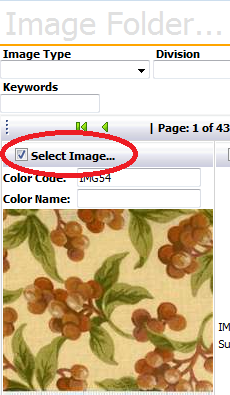 Image Folder...
Image Type Division
Keywords
| Page: 1 of 43
Select Image...
Color Code: IMG54
Color Name:
IM
Su